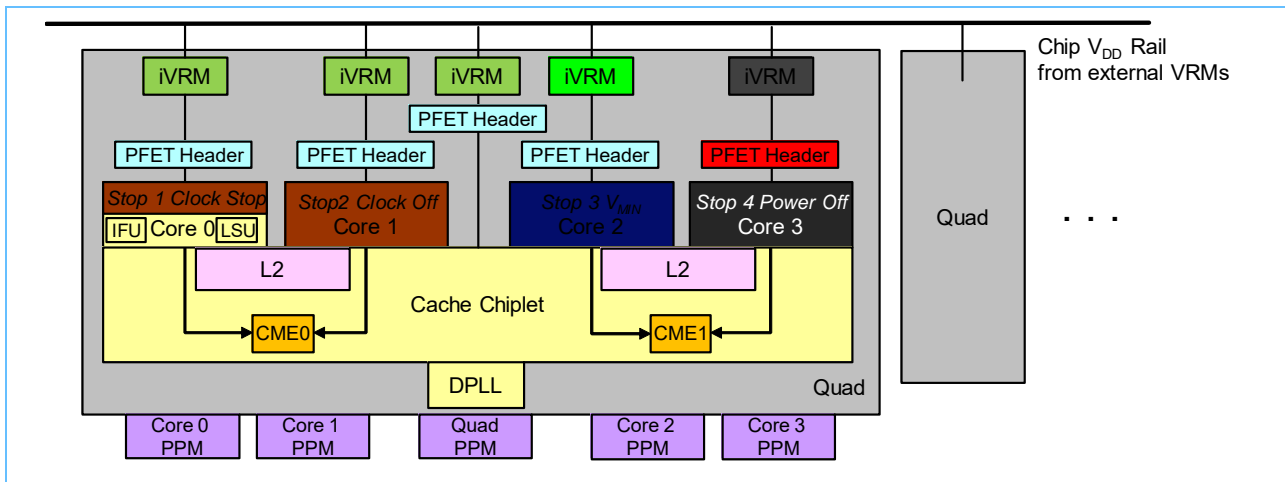 Chip VDD Rail
from external VRMs
iVRM
iVRM
iVRM
iVRM
iVRM
PFET Header
PFET Header
PFET Header
PFET Header
PFET Header
Stop 1 Clock Stop
IFU
Core 0
LSU
Stop2 Clock Off
Core 1
Stop 3 VMIN
Core 2
Stop 4 Power Off
Core 3
Quad
. . .
L2
L2
Cache Chiplet
CME0
CME1
DPLL
Quad
Core 0
PPM
Core 1
PPM
Quad
PPM
Core 2
PPM
Core 3
PPM